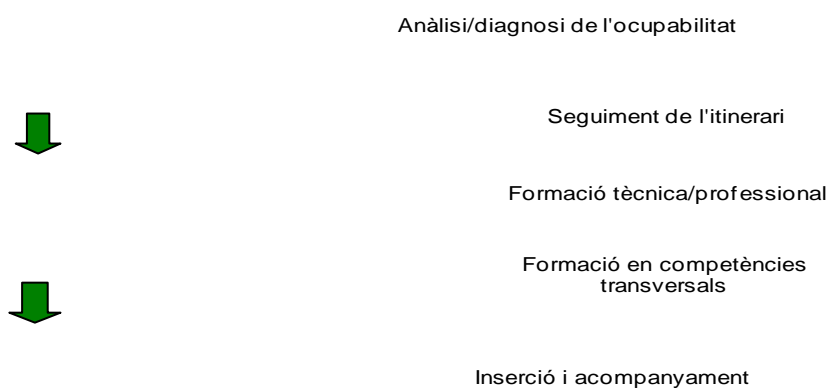 Anàlisi/diagnosi de l'ocupabilitat
Seguiment de l'itinerari
Formació tècnica/professional
Formació en competències
transversals
Inserció i acompanyament